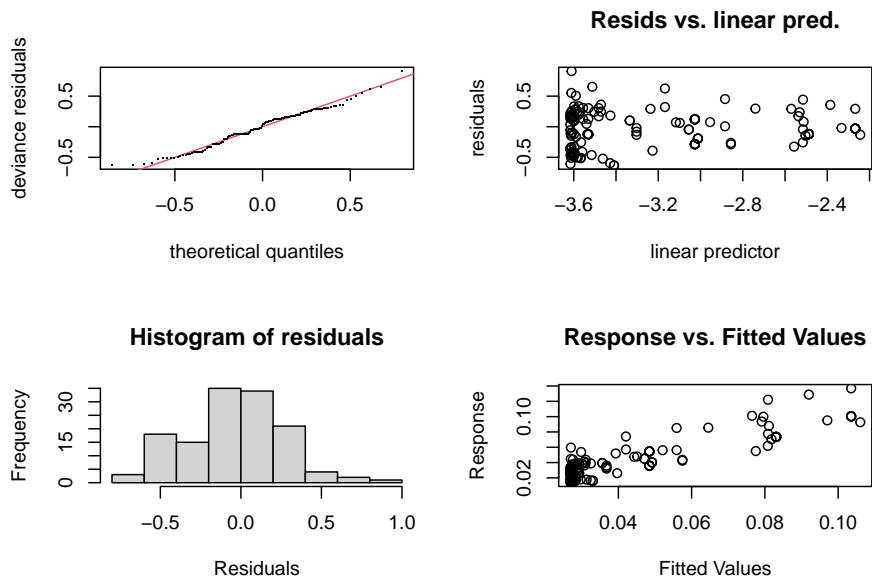 deviance residuals
0.5
−0.5
−0.5
0.0
0.5
theoretical quantiles
Resids vs. linear pred.
residuals
0.5
−0.5
−3.6
−3.2
−2.8
−2.4
linear predictor
Histogram of residuals
Frequency
30
15
0
−0.5
0.0
0.5
1.0
Residuals
Response vs. Fitted Values
Response
0.10
0.02
0.04
0.06
0.08
0.10
Fitted Values